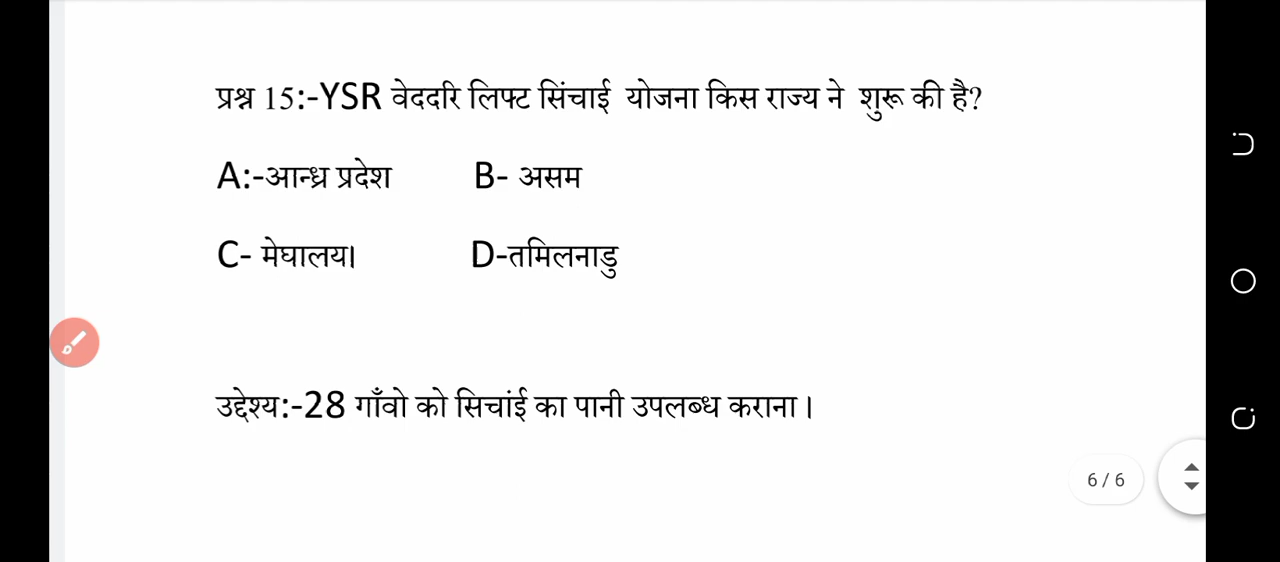 प्रश्न 15:-YSR वेददरि लिफ्ट सिंचाई योजना किस राज्य ने शुरू की है?
A:-आन्ध्र प्रदेश B- असम
C- मेघालय। D-तमिलनाडु
उद्देश्य:-28 गाँवो को सिचांई का पानी उपलब्ध कराना।
6 / 6